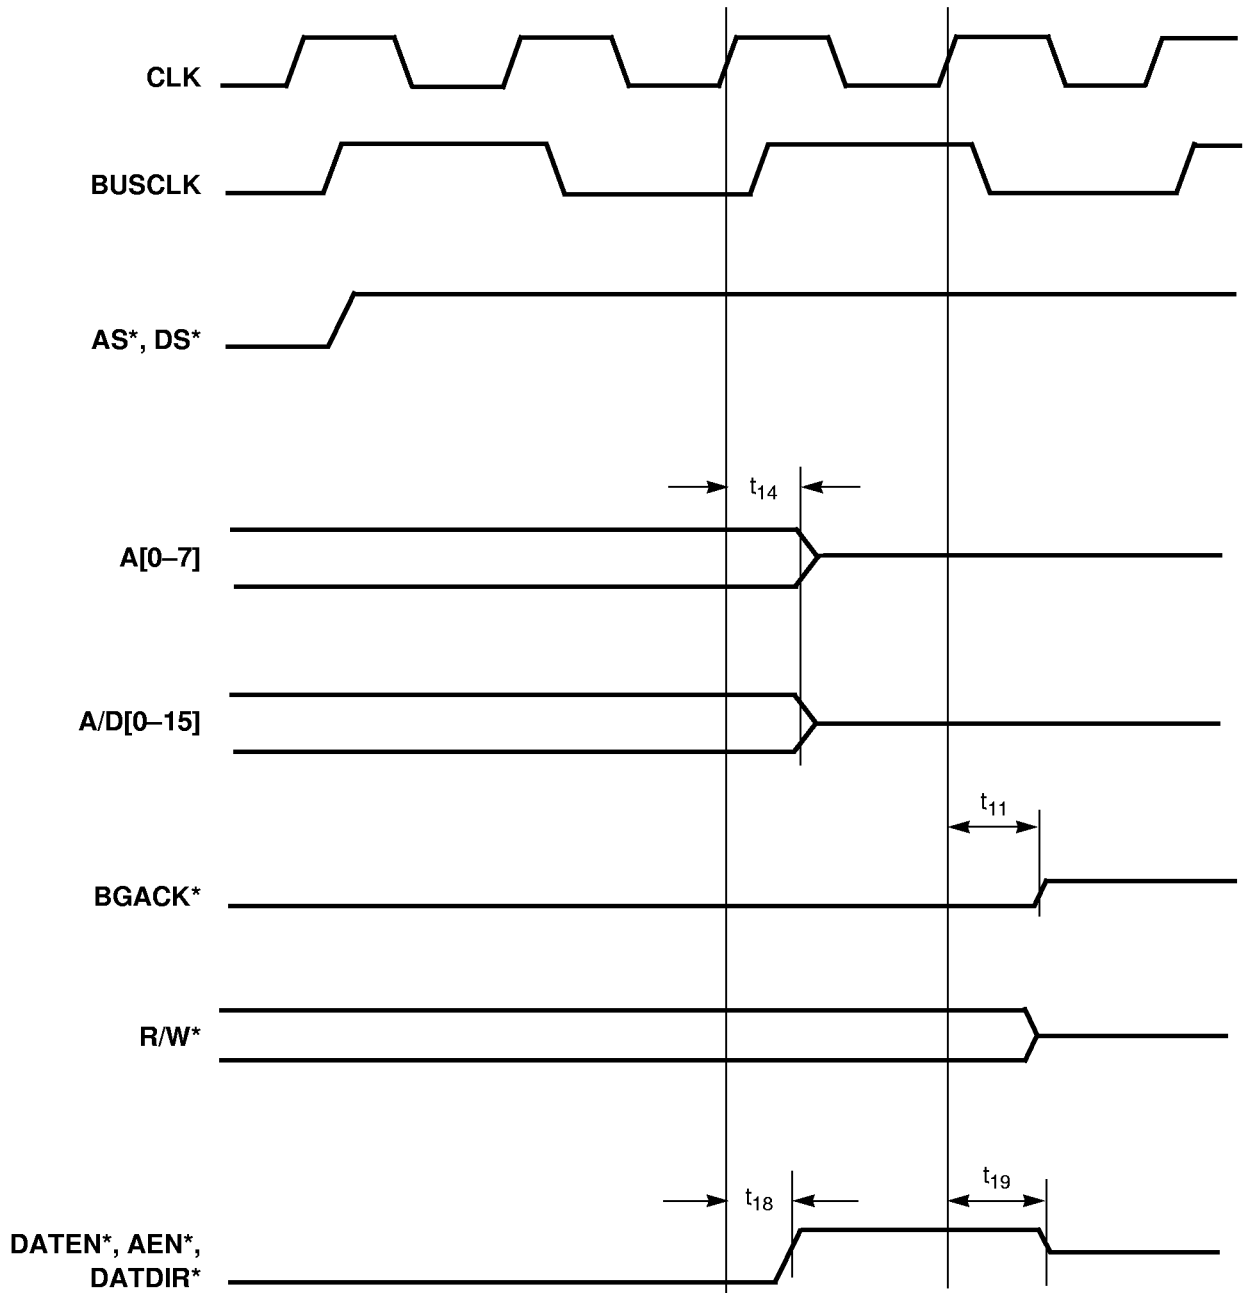 CLK
BUSCLK
AS*, DS*
t14
A[0–7]
A/D[0–15]
t11
BGACK*
R/W*
t18
t19
DATEN*, AEN*,
DATDIR*